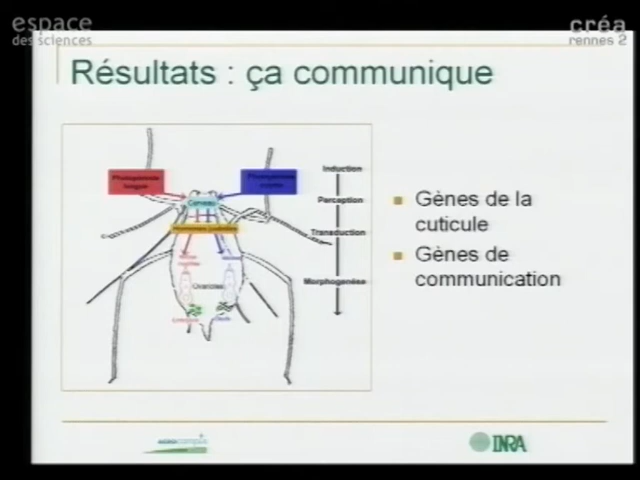 espace
des sciences
créa
rennes 2
Résultats : ça communique
Photopériode
longue
Photopériode
courte
Cerveau
Hormones juvéniles
Ovarioles
Induction
Perception
Transduction
Morphogenèse
Gènes de la
cuticule
Gènes de
communication
INRA